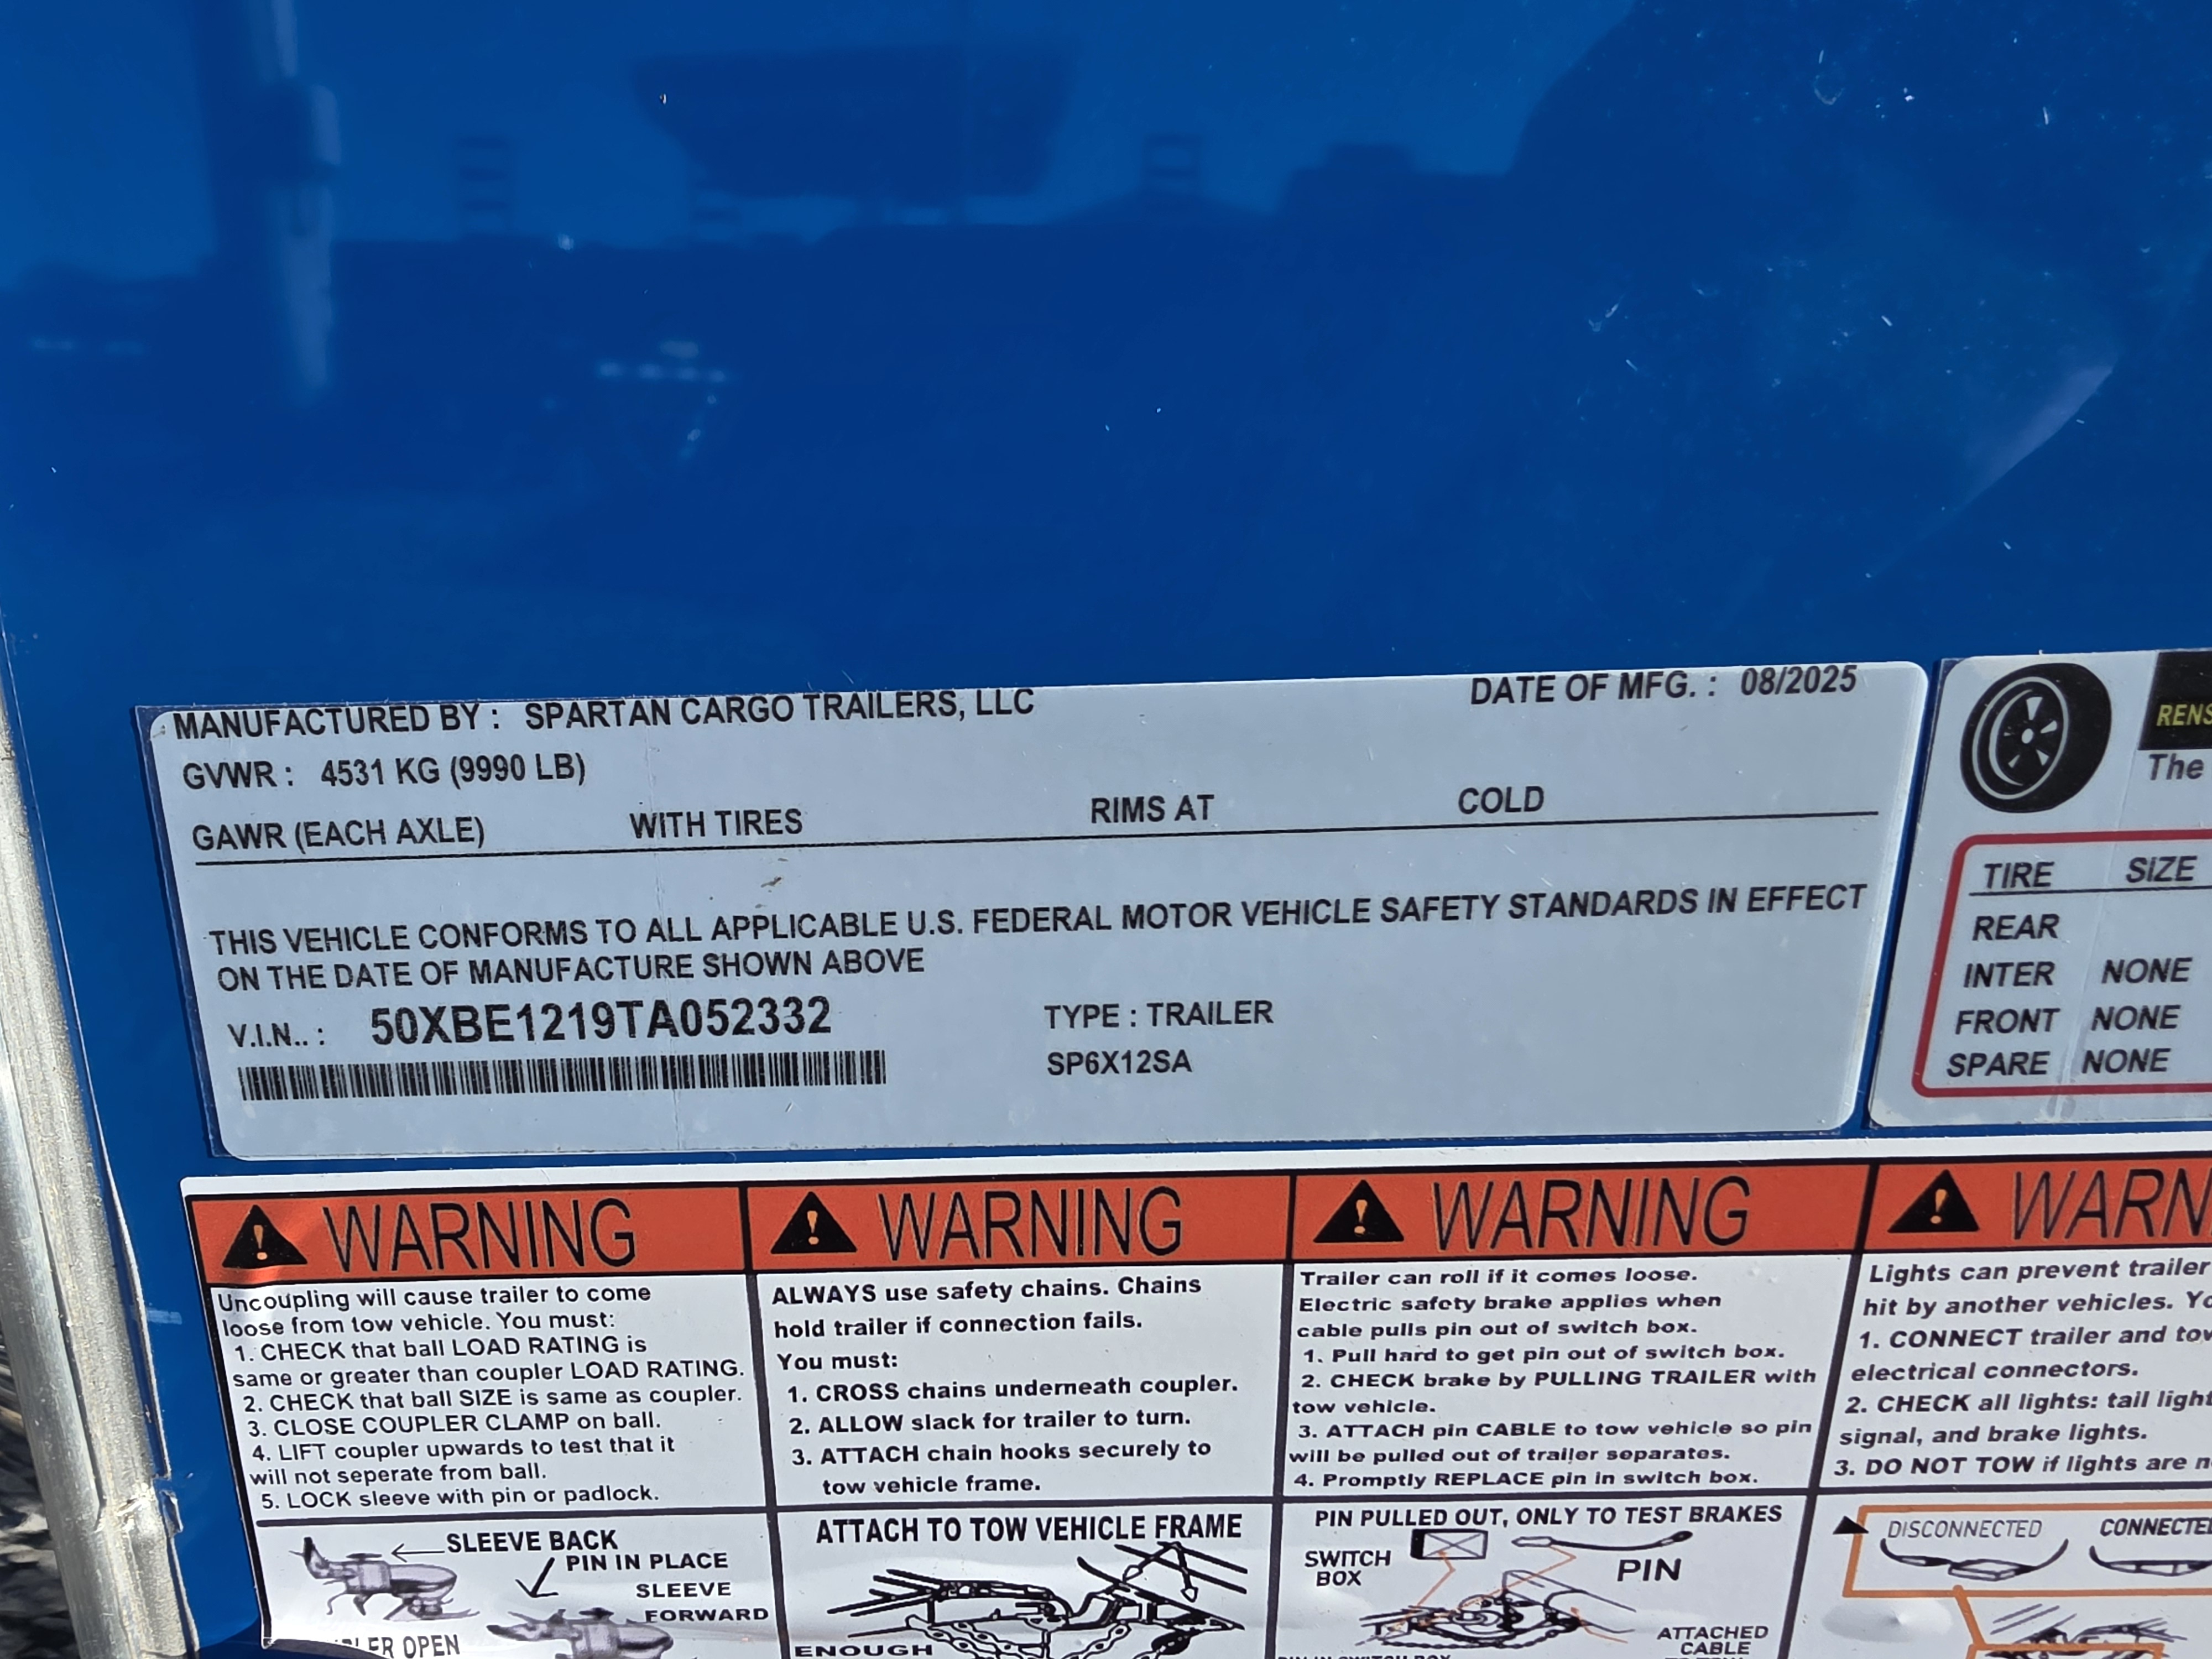 MANUFACTURED BY : SPARTAN CARGO TRAILERS, LLC DATE OF MFG. : 08/2025
GVWR : 4531 KG (9990 LB)
GAWR (EACH AXLE) WITH TIRES RIMS AT COLD
THIS VEHICLE CONFORMS TO ALL APPLICABLE U.S. FEDERAL MOTOR VEHICLE SAFETY STANDARDS IN EFFECT
ON THE DATE OF MANUFACTURE SHOWN ABOVE
V.I.N.. : 50XBE1219TA052332 TYPE : TRAILER
SP6X12SA
The
TIRE SIZE
REAR
INTER NONE
FRONT NONE
SPARE NONE
WARNING
Uncoupling will cause trailer to come
loose from tow vehicle. You must:
1. CHECK that ball LOAD RATING is
same or greater than coupler LOAD RATING.
2. CHECK that ball SIZE is same as coupler.
3. CLOSE COUPLER CLAMP on ball.
4. LIFT coupler upwards to test that it
will not seperate from ball.
5. LOCK sleeve with pin or padlock.
SLEEVE BACK
PIN IN PLACE
SLEEVE
FORWARD
OPEN
WARNING
ALWAYS use safety chains. Chains
hold trailer if connection fails.
You must:
1. CROSS chains underneath coupler.
2. ALLOW slack for trailer to turn.
3. ATTACH chain hooks securely to
tow vehicle frame.
ATTACH TO TOW VEHICLE FRAME
ENOUGH
WARNING
Trailer can roll if it comes loose.
Electric safety brake applies when
cable pulls pin out of switch box.
1. Pull hard to get pin out of switch box.
2. CHECK brake by PULLING TRAILER with
tow vehicle.
3. ATTACH pin CABLE to tow vehicle so pin
will be pulled out of trailer separates.
4. Promptly REPLACE pin in switch box.
PIN PULLED OUT, ONLY TO TEST BRAKES
SWITCH
BOX
PIN
ATTACHED
CABLE
WARN
Lights can prevent trailer
hit by another vehicles.
1. CONNECT trailer and
electrical connectors.
2. CHECK all lights: tail
signal, and brake lights.
3. DO NOT TOW if lights are
DISCONNECTED